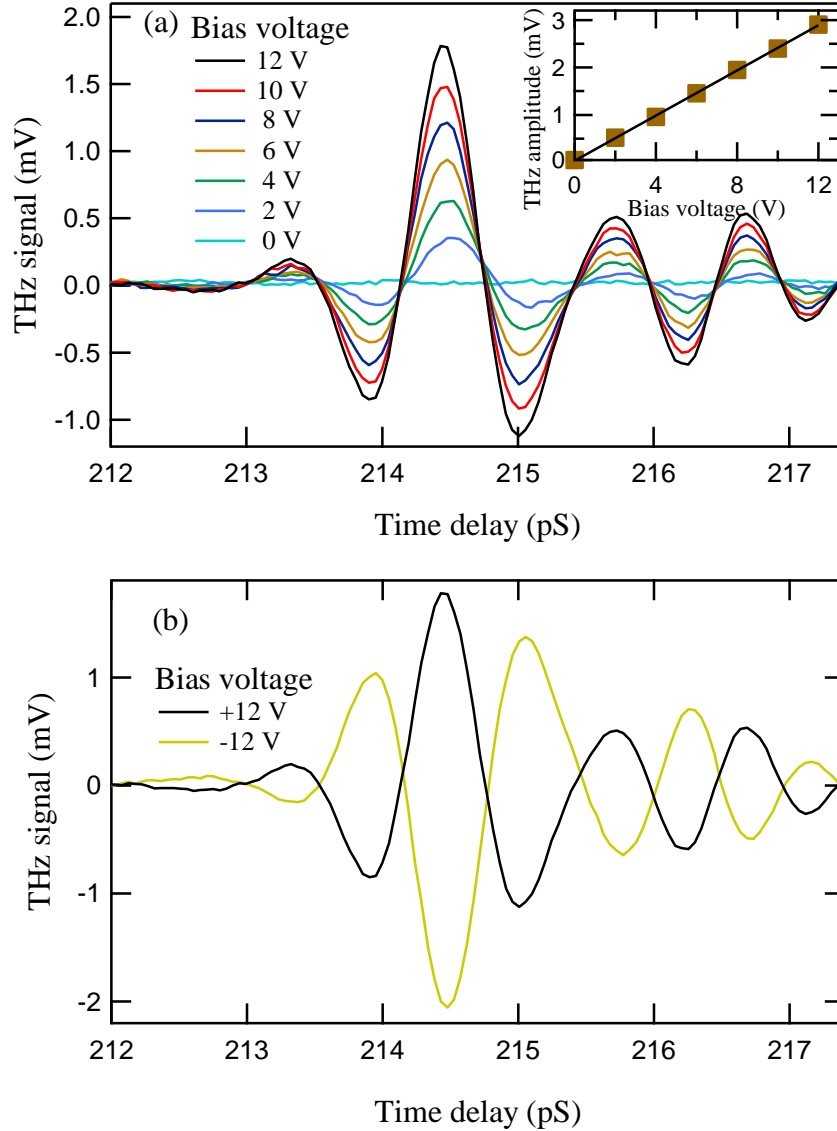 (a)
Bias voltage
12 V
10 V
8 V
6 V
4 V
2 V
0 V
THz signal (mV)
2.0
1.5
1.0
0.5
0.0
-0.5
-1.0
212
213
214
215
216
217
Time delay (pS)
THz amplitude (mV)
3
2
1
0
0
4
8
12
Bias voltage (V)
(b)
Bias voltage
+12 V
-12 V
THz signal (mV)
1
0
-1
-2
212
213
214
215
216
217
Time delay (pS)